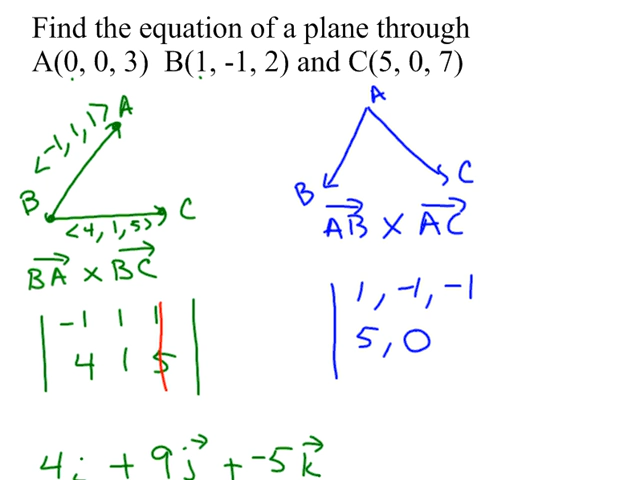 Find the equation of a plane through
A(0, 0, 3) B(1, -1, 2) and C(5, 0, 7)
A
<-1, 1, 1>
B
C
<4, 1, 5>
BA × BC
-1 1 1
4 1 5
4i + 9j + -5k
A
B
C
AB × AC
1, -1, -1
5, 0